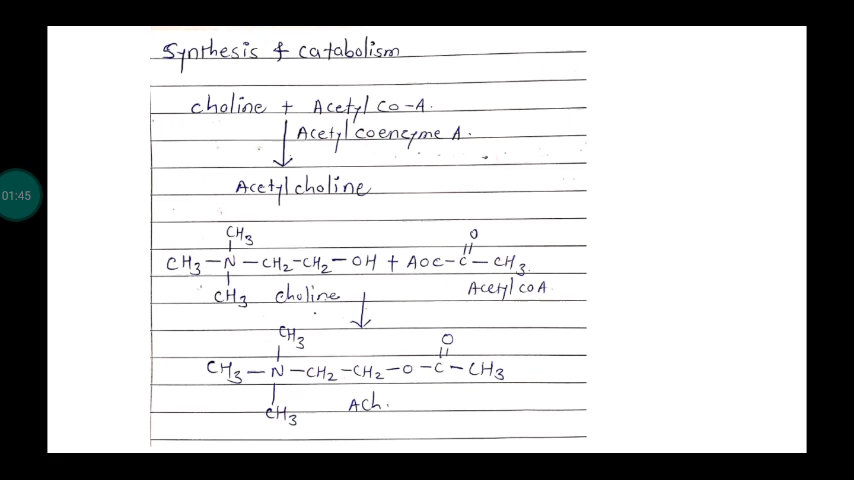 Synthesis & catabolism
choline + Acetyl Co-A.
Acetyl coenzyme A.
Acetylcholine
01:45
CH3 O
CH3-N-CH2-CH2-OH + AOC-C-CH3.
CH3 choline Acetyl CoA
CH3 O
CH3-N-CH2-CH2-O-C-CH3
CH3 ACh.